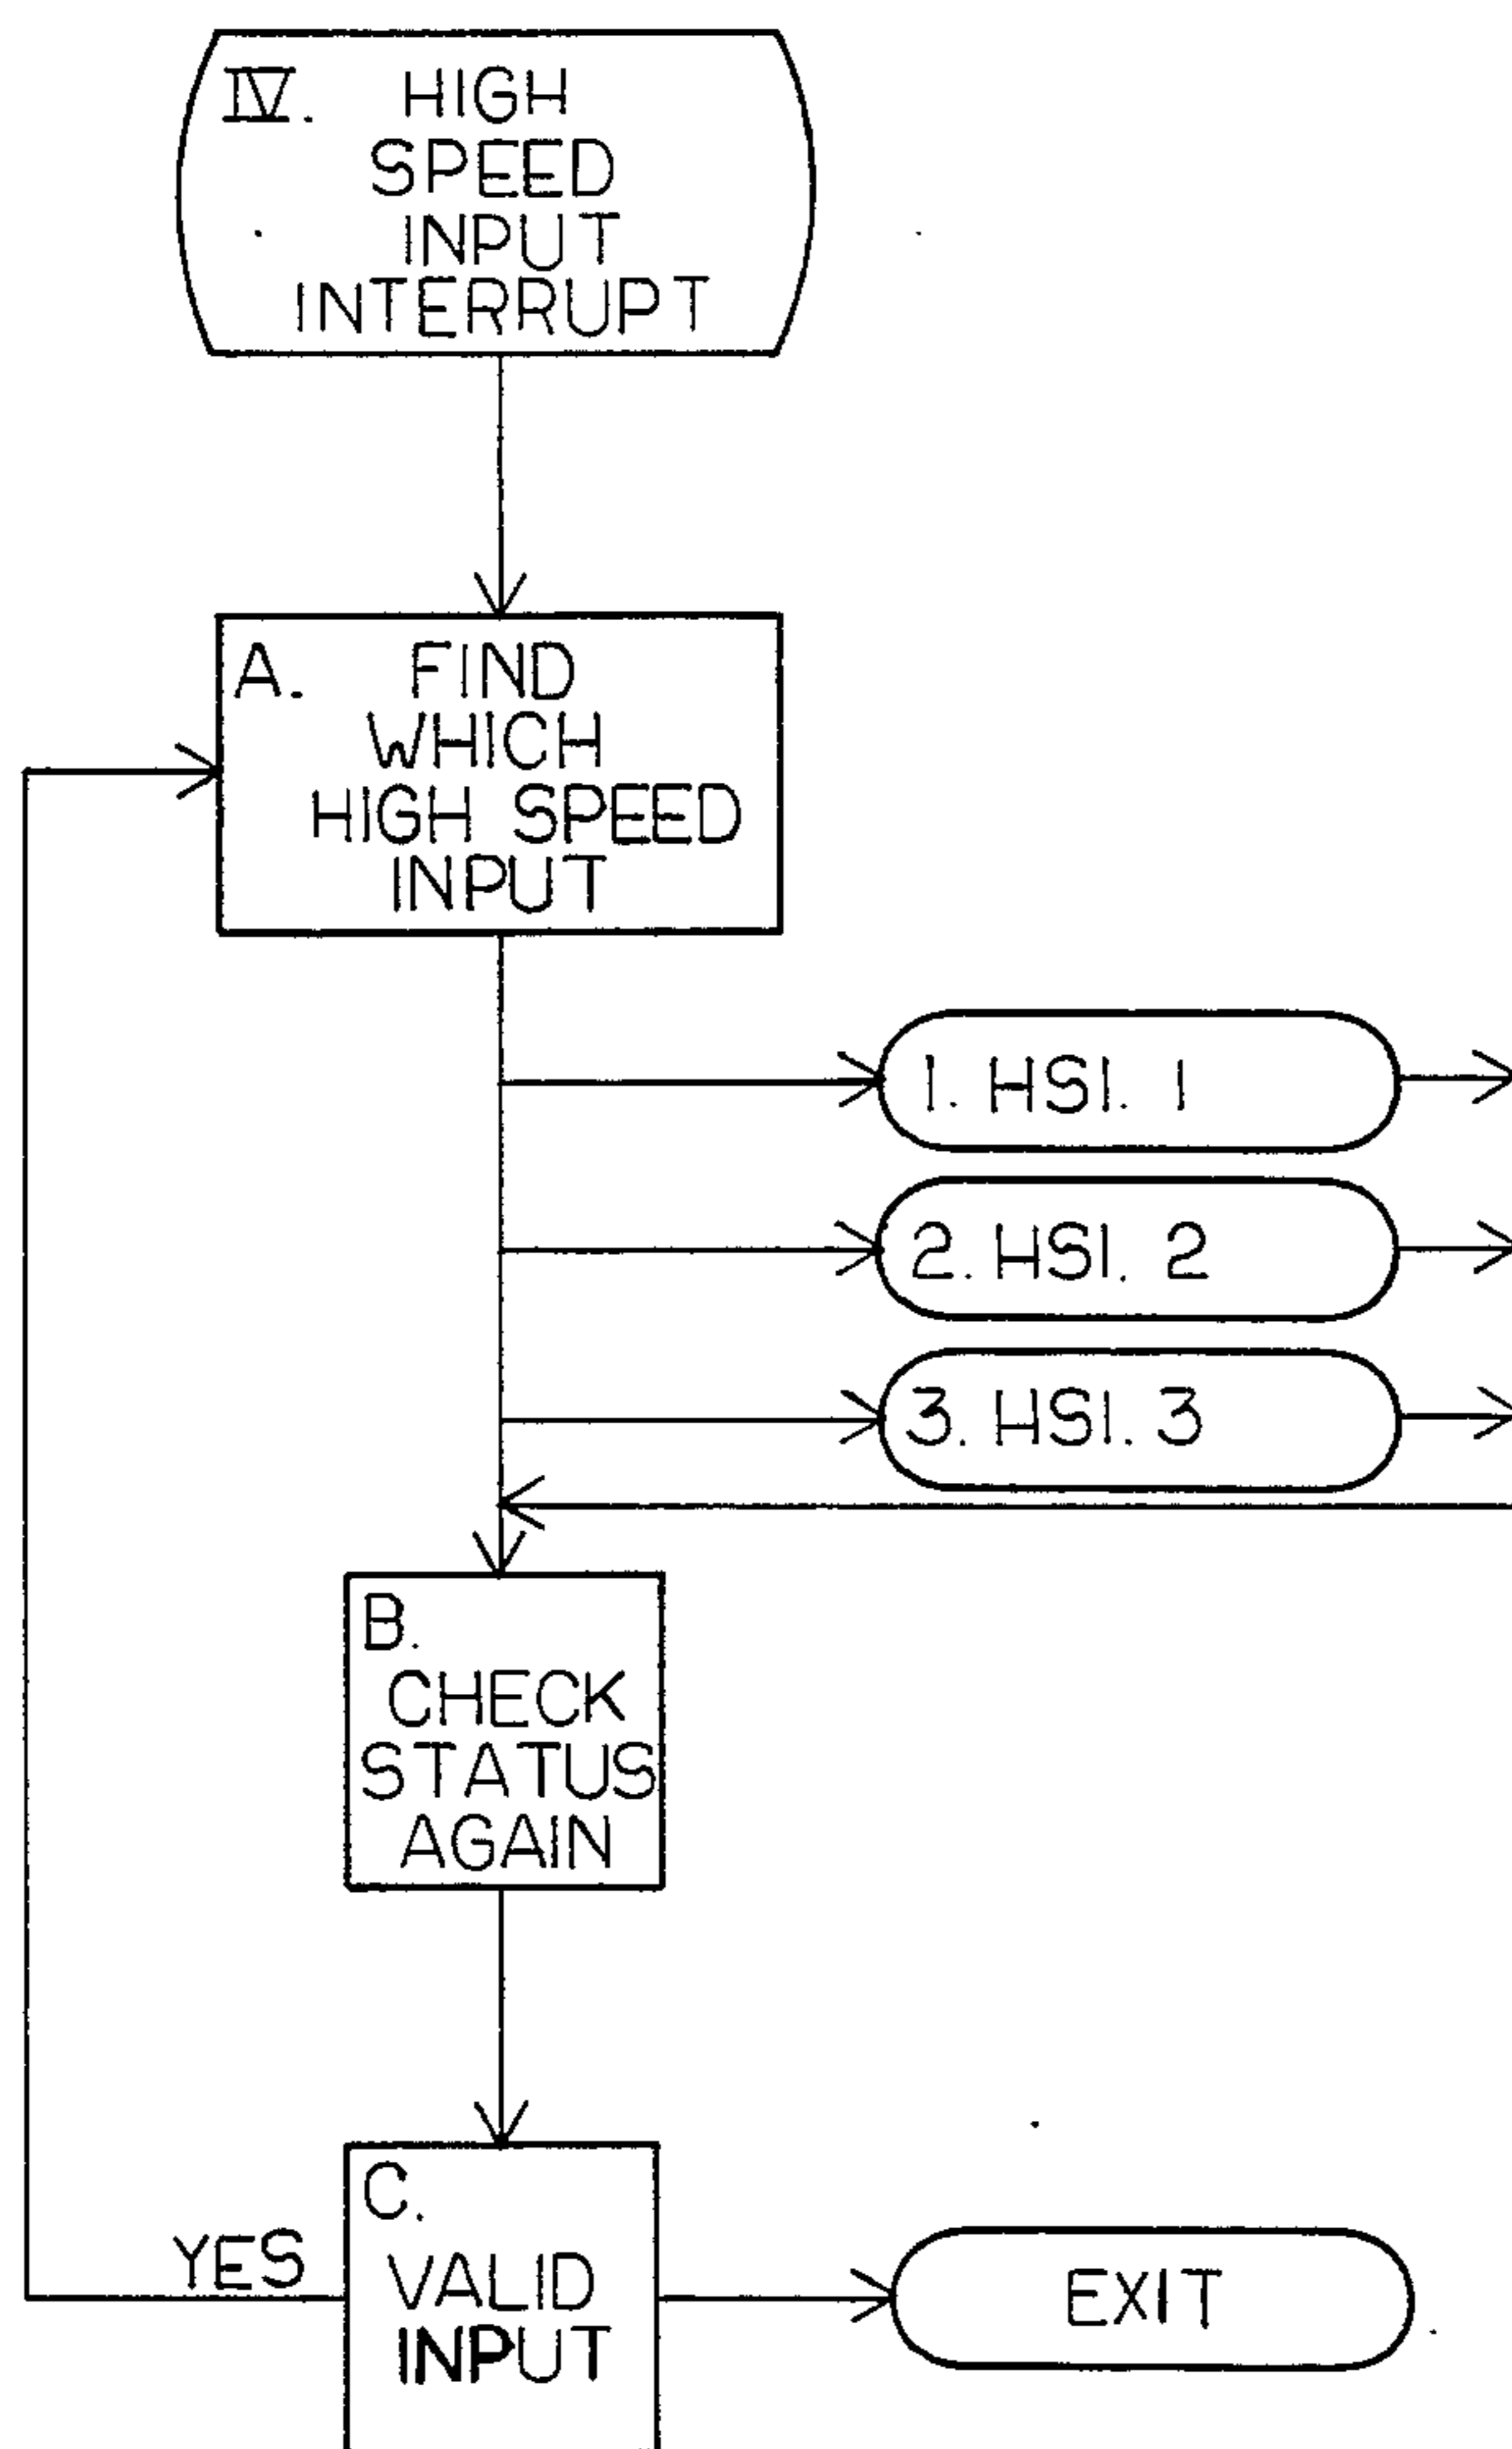 IV. HIGH
SPEED
INPUT
INTERRUPT
A. FIND
WHICH
HIGH SPEED
INPUT
1. HSI. 1
2. HSI. 2
3. HSI. 3
B.
CHECK
STATUS
AGAIN
C.
VALID
INPUT
YES
EXIT